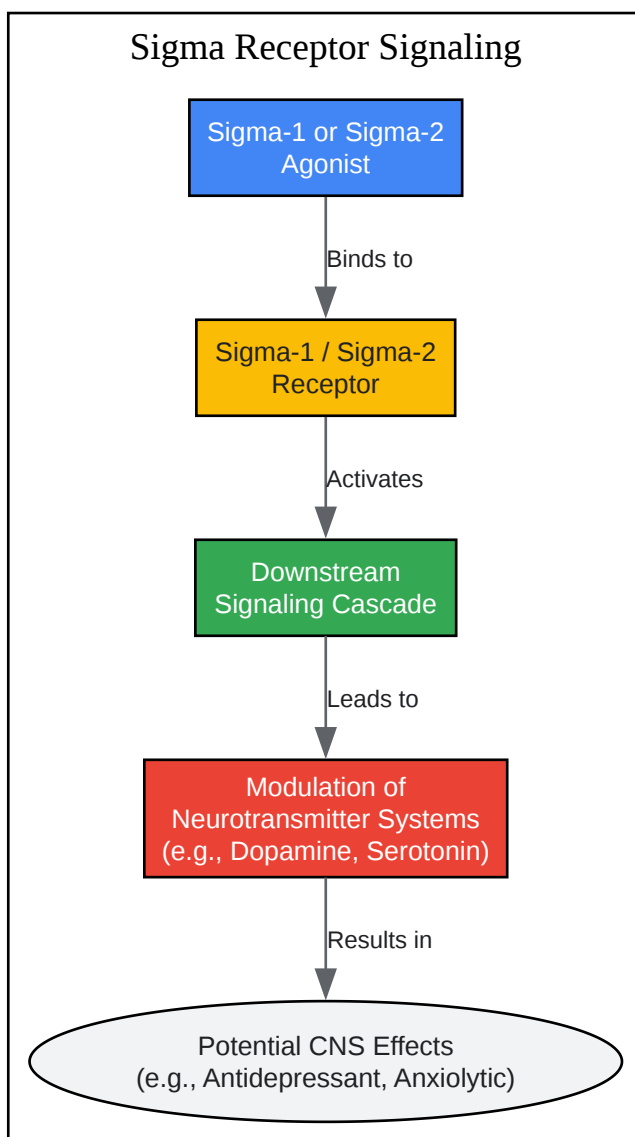 Sigma Receptor Signaling
Sigma-1 or Sigma-2
Agonist
Binds to
Sigma-1 / Sigma-2
Receptor
Activates
Downstream
Signaling Cascade
Leads to
Modulation of
Neurotransmitter Systems
(e.g., Dopamine, Serotonin)
Results in
Potential CNS Effects
(e.g., Antidepressant, Anxiolytic)